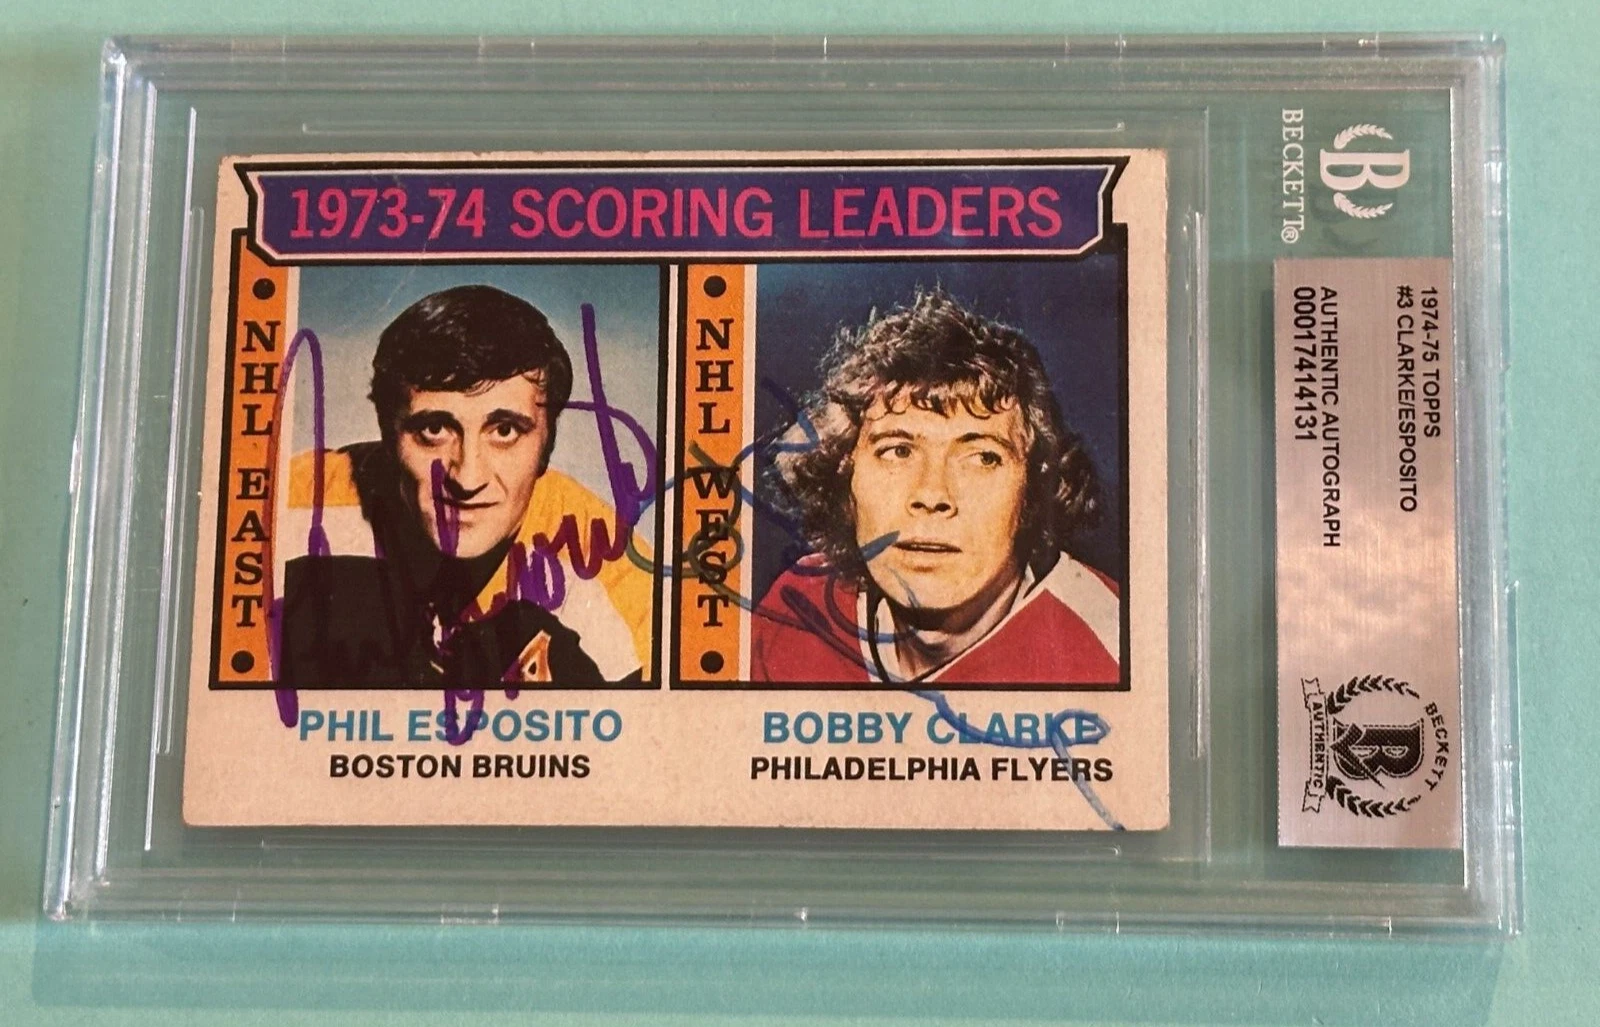 1973-74 SCORING LEADERS
NHL EAST
NHL WEST
PHIL ESPOSITO
BOSTON BRUINS
BOBBY CLARKE
PHILADELPHIA FLYERS
BECKETT®
B
1974-75 TOPPS
#3 CLARKE/ESPOSITO
AUTHENTIC AUTOGRAPH
00017414131
BECKETT
B
AUTHENTIC